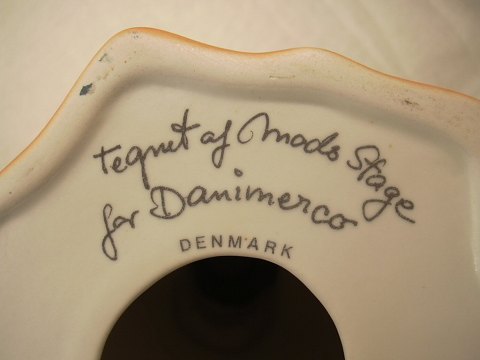 tegnet af Mads Stage
for Danimerco
DENMARK